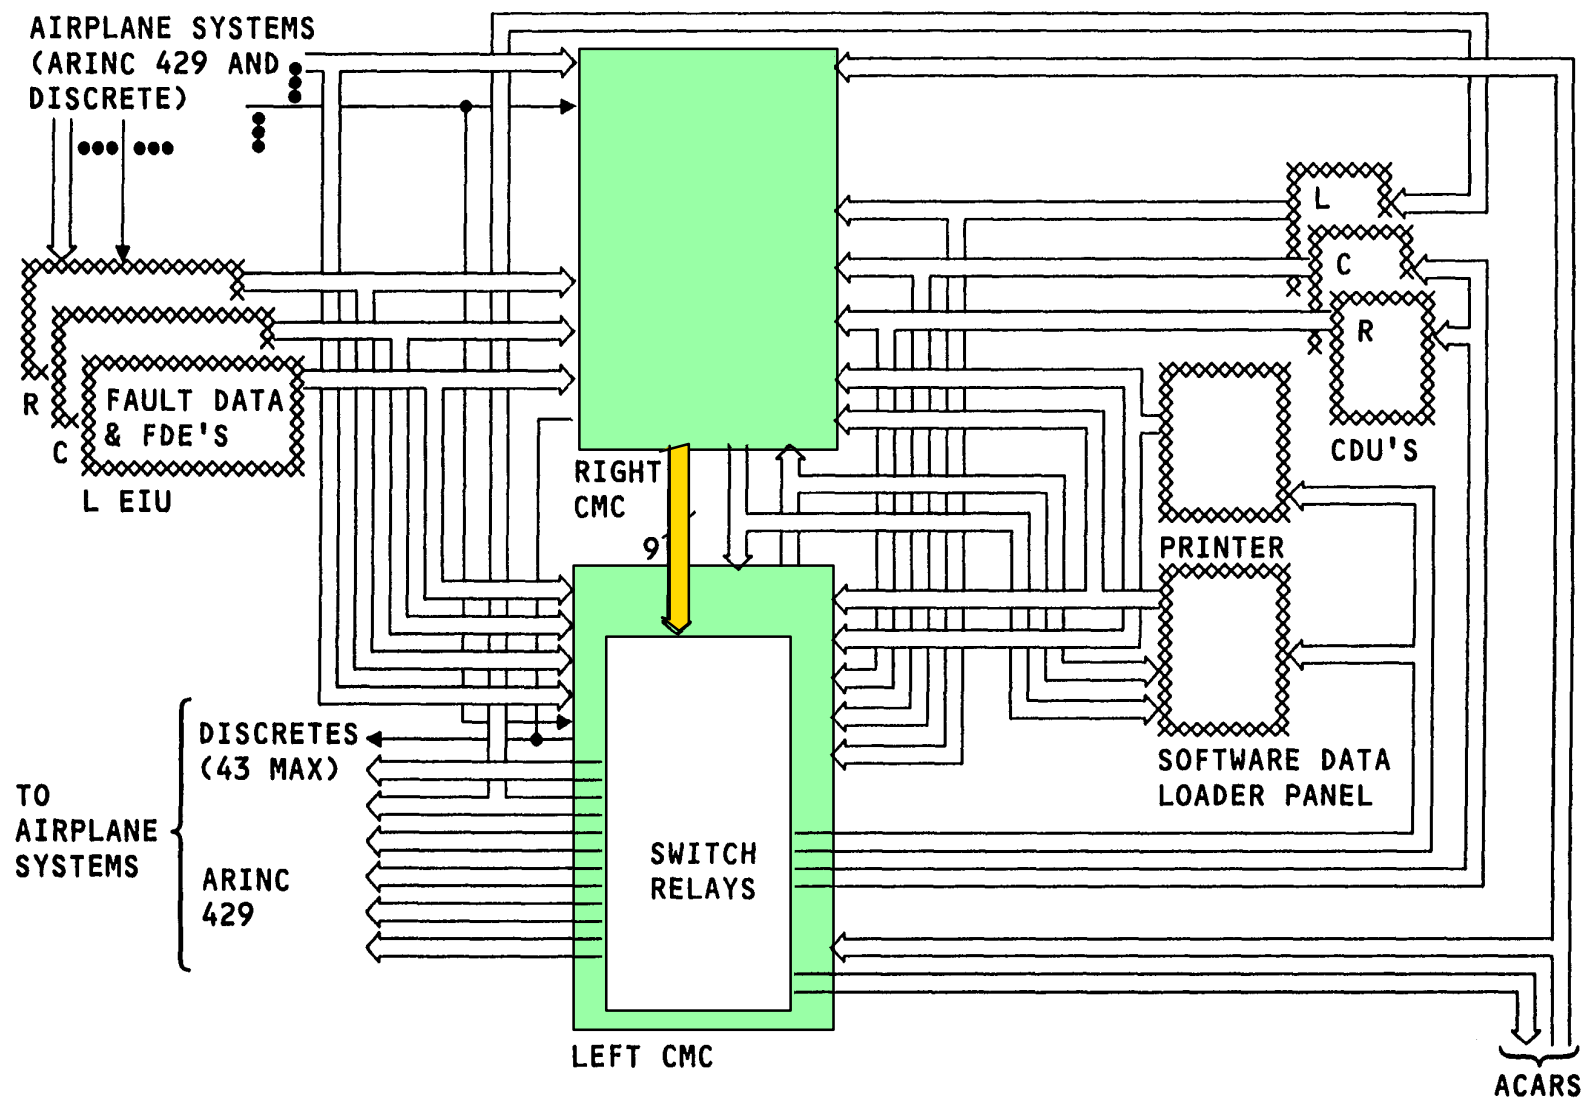 AIRPLANE SYSTEMS
(ARINC 429 AND
DISCRETE)
L
C
R
CDU'S
R
C
FAULT DATA
& FDE'S
L EIU
RIGHT
CMC
9
PRINTER
SOFTWARE DATA
LOADER PANEL
DISCRETES
(43 MAX)
TO
AIRPLANE
SYSTEMS
ARINC
429
SWITCH
RELAYS
LEFT CMC
ACARS